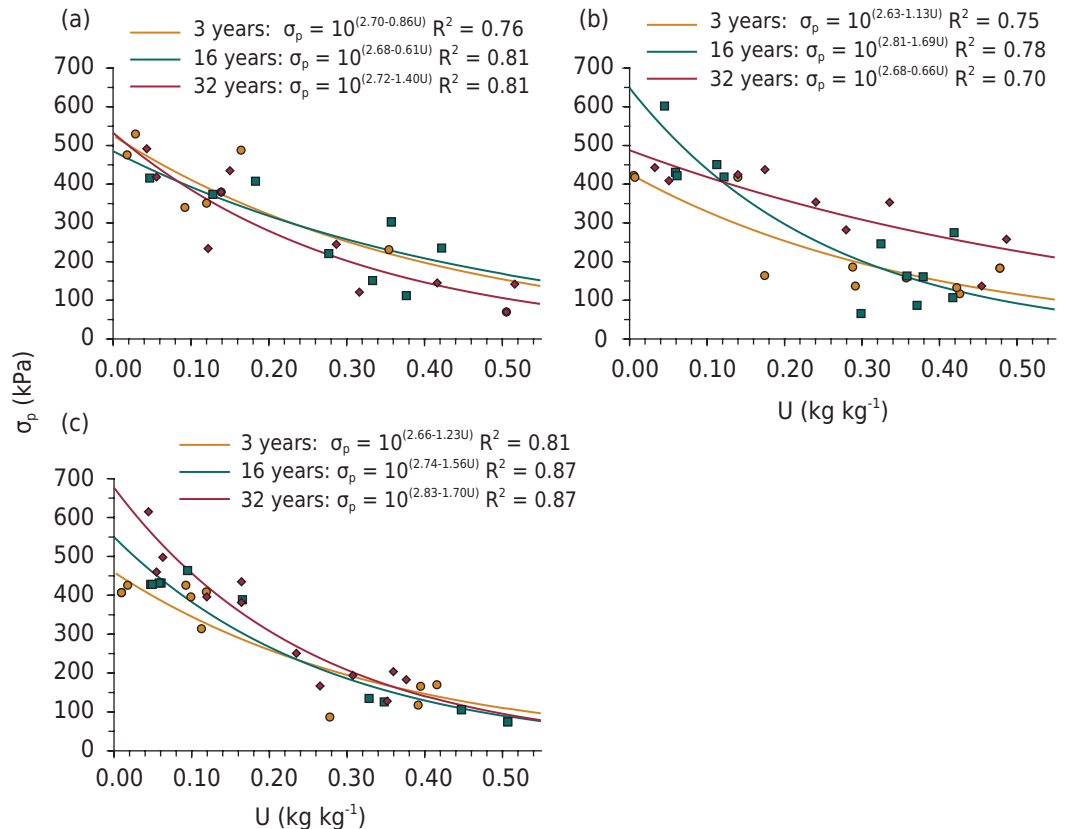 (a)
3 years: σp = 10^(2.70-0.86U) R² = 0.76
16 years: σp = 10^(2.68-0.61U) R² = 0.81
32 years: σp = 10^(2.72-1.40U) R² = 0.81
700
600
500
400
300
200
100
0
0.00 0.10 0.20 0.30 0.40 0.50
(b)
3 years: σp = 10^(2.63-1.13U) R² = 0.75
16 years: σp = 10^(2.81-1.69U) R² = 0.78
32 years: σp = 10^(2.68-0.66U) R² = 0.70
700
600
500
400
300
200
100
0
0.00 0.10 0.20 0.30 0.40 0.50
U (kg kg⁻¹)
σp (kPa)
(c)
3 years: σp = 10^(2.66-1.23U) R² = 0.81
16 years: σp = 10^(2.74-1.56U) R² = 0.87
32 years: σp = 10^(2.83-1.70U) R² = 0.87
700
600
500
400
300
200
100
0
0.00 0.10 0.20 0.30 0.40 0.50
U (kg kg⁻¹)